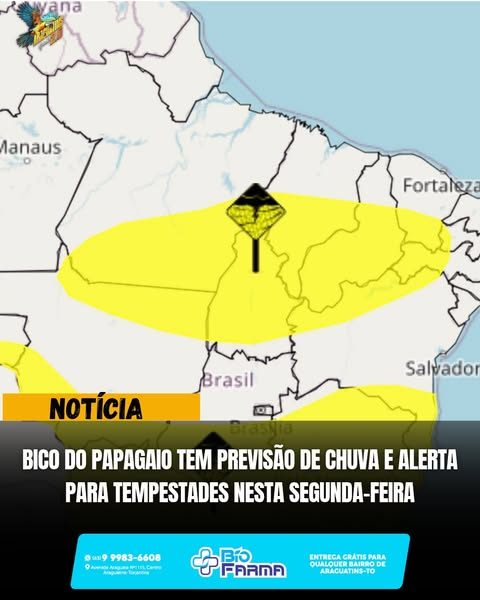 Guyana
Manaus
Fortaleza
Salvador
Brasil
Brasília
NOTÍCIA
BICO DO PAPAGAIO TEM PREVISÃO DE CHUVA E ALERTA
PARA TEMPESTADES NESTA SEGUNDA-FEIRA
(63) 9 9983-6608
Avenida Araguaia Nº1115, Centro
Araguatins-Tocantins
BIO
FARMA
ENTREGA GRÁTIS PARA
QUALQUER BAIRRO DE
ARAGUATINS-TO